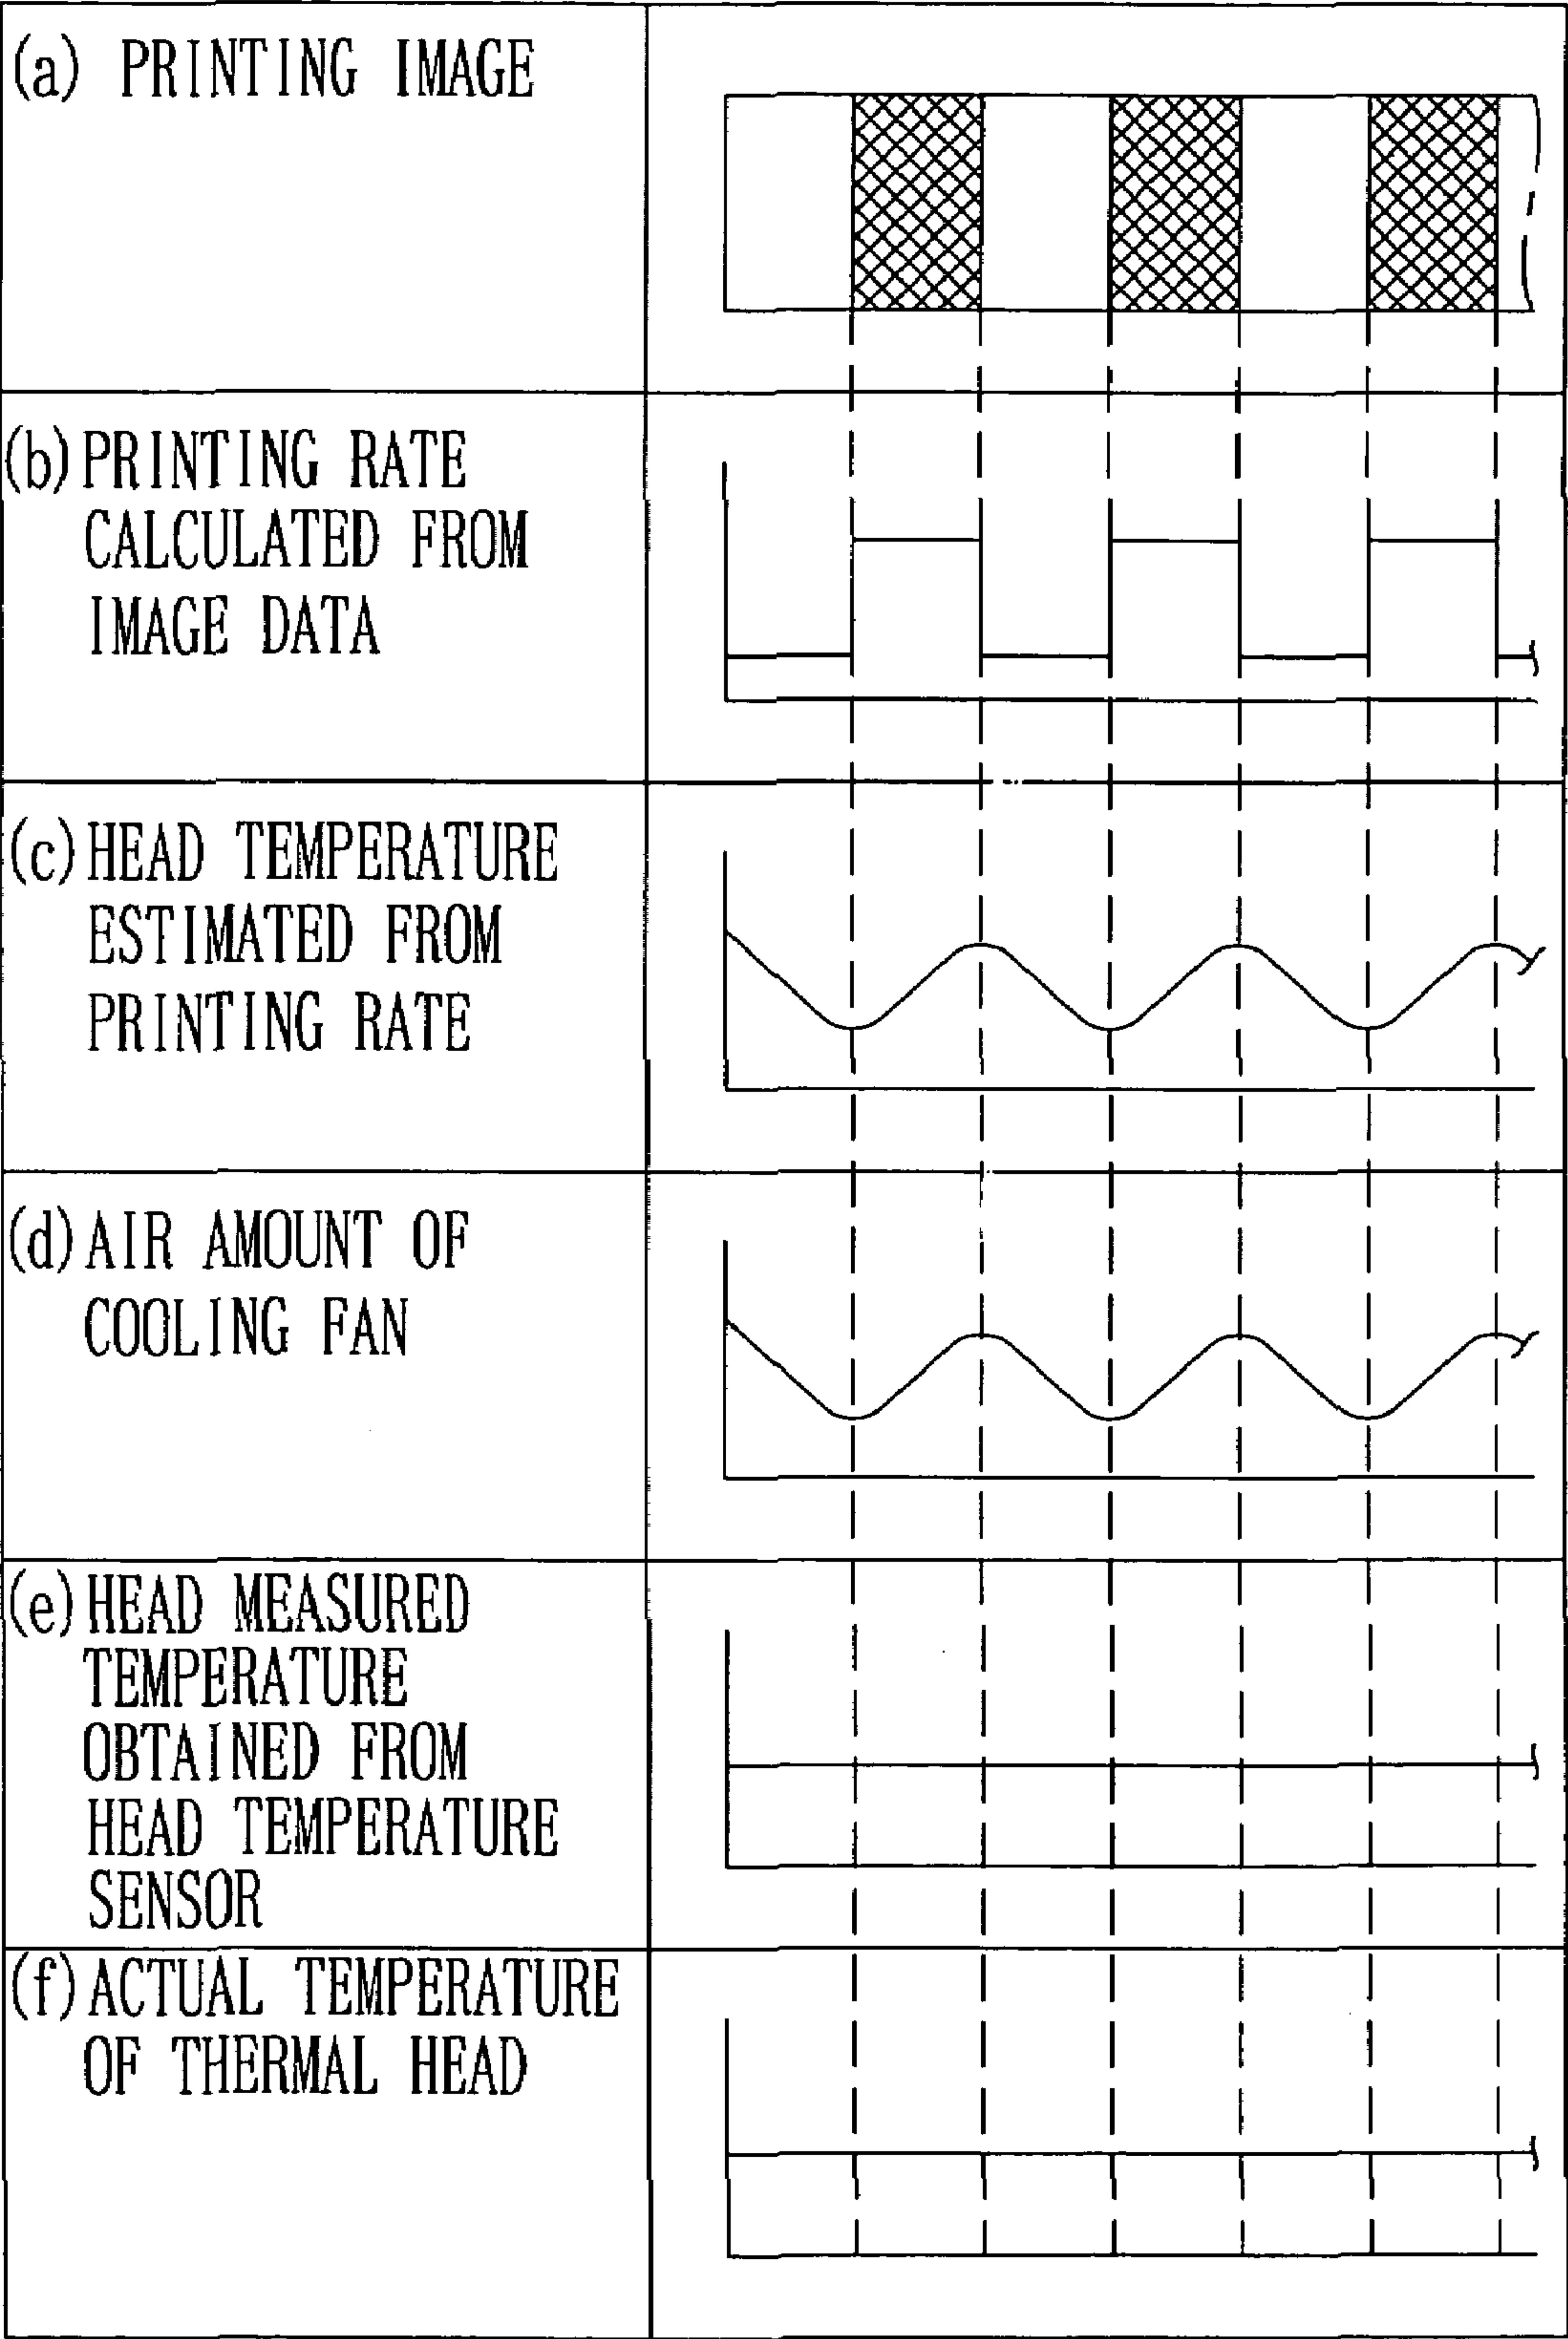 (a) PRINTING IMAGE
(b) PRINTING RATE
CALCULATED FROM
IMAGE DATA
(c) HEAD TEMPERATURE
ESTIMATED FROM
PRINTING RATE
(d) AIR AMOUNT OF
COOLING FAN
(e) HEAD MEASURED
TEMPERATURE
OBTAINED FROM
HEAD TEMPERATURE
SENSOR
(f) ACTUAL TEMPERATURE
OF THERMAL HEAD